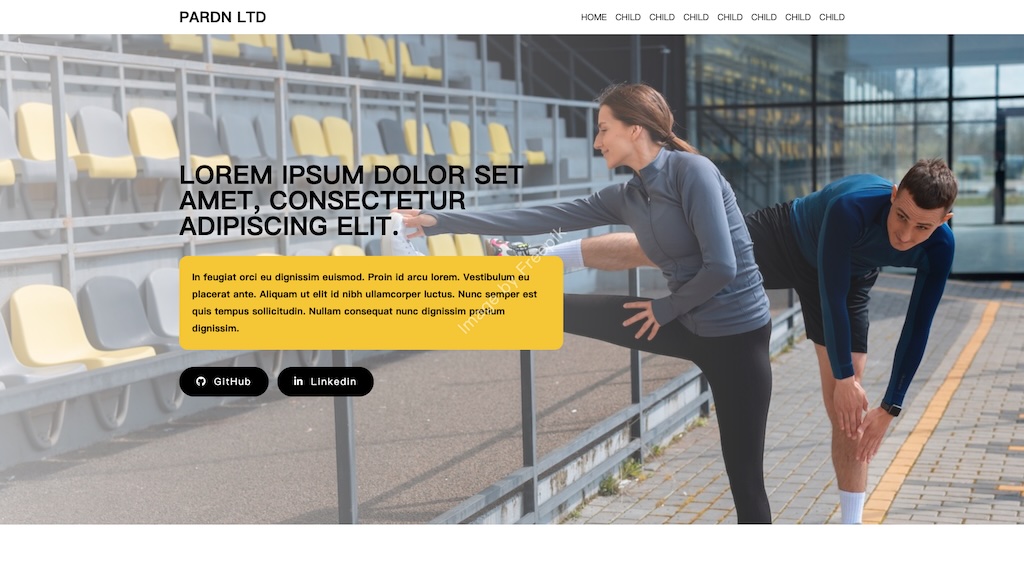 PARDN LTD
HOME CHILD CHILD CHILD CHILD CHILD CHILD CHILD
LOREM IPSUM DOLOR SET
AMET, CONSECTETUR
ADIPISCING ELIT.
In feugiat orci eu dignissim euismod. Proin id arcu lorem. Vestibulum eu
placerat ante. Aliquam ut elit id nibh ullamcorper luctus. Nunc semper est
quis tempus sollicitudin. Nullam consequat nunc dignissim pretium
dignissim.
Image by Freepik
GitHub Linkedin